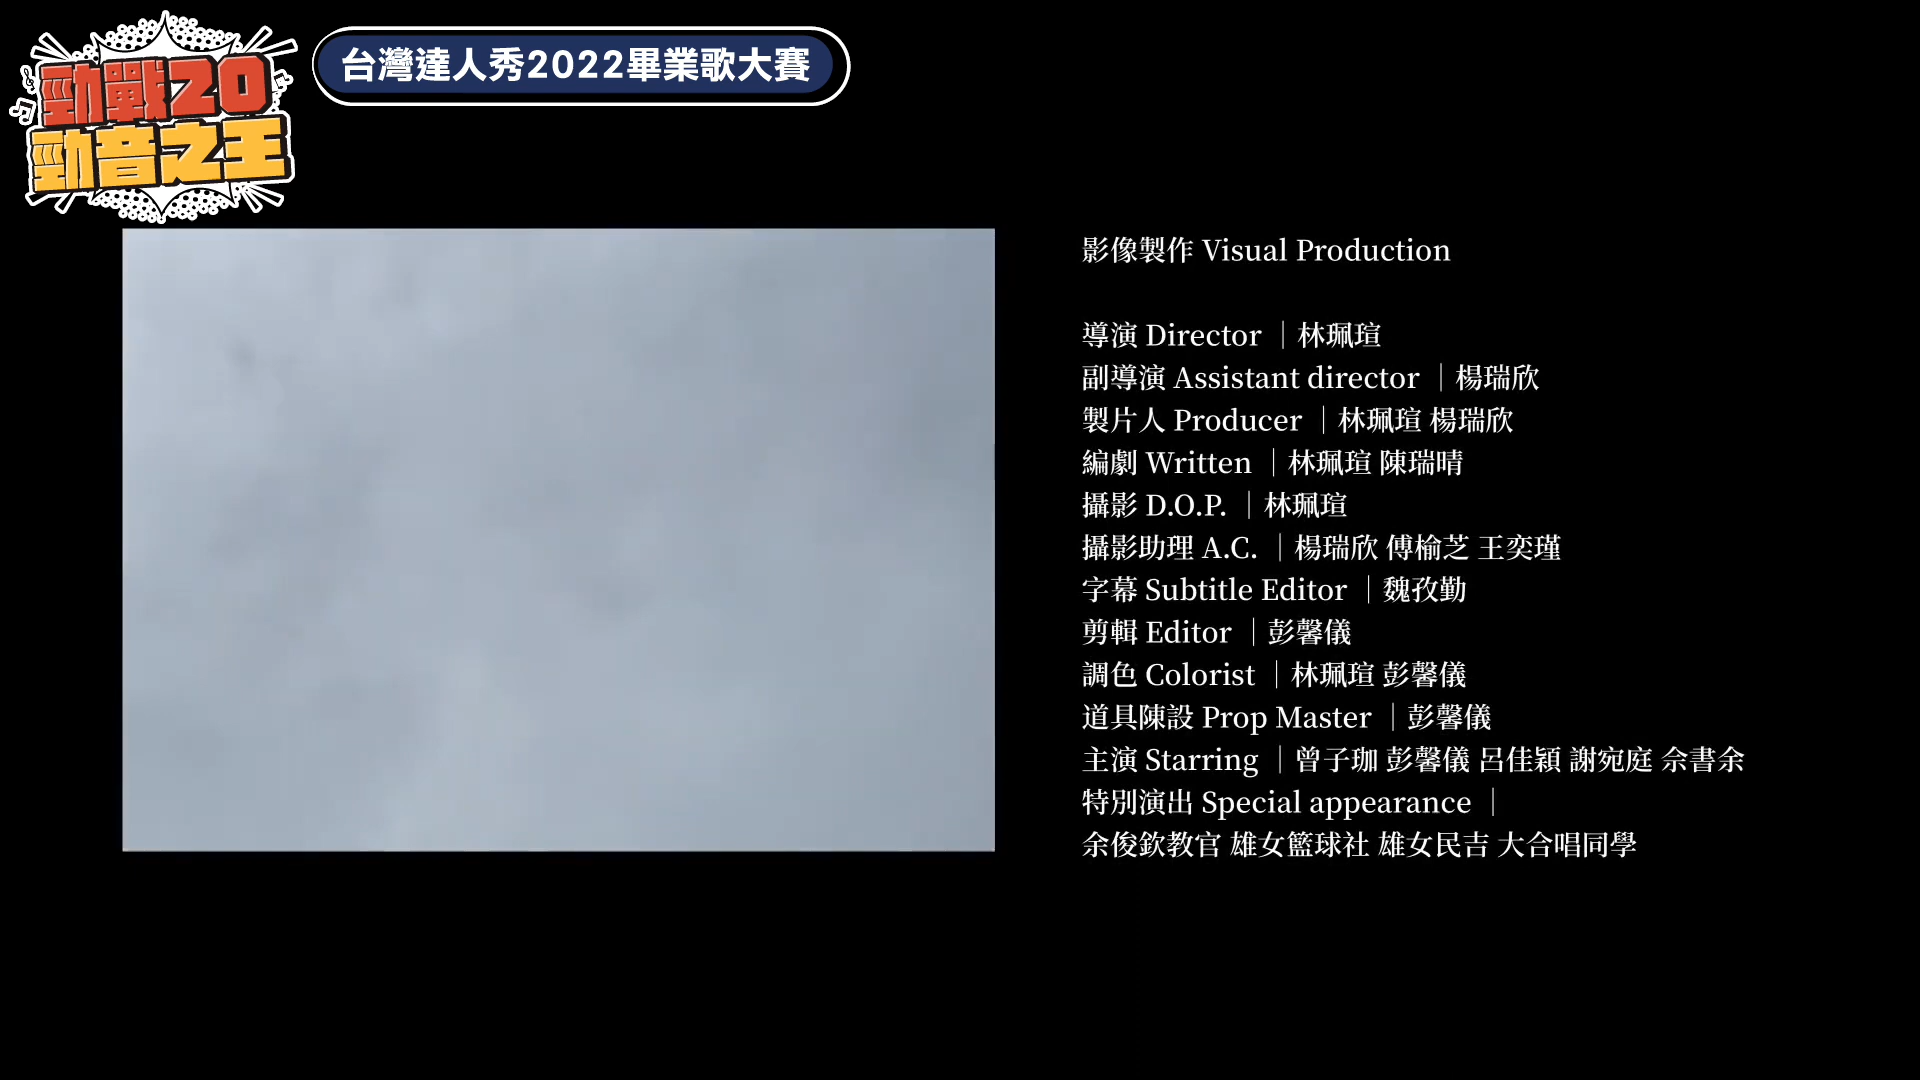 勁戰20
勁音之王
台灣達人秀2022畢業歌大賽
影像製作 Visual Production
導演 Director ｜林珮瑄
副導演 Assistant director ｜楊瑞欣
製片人 Producer ｜林珮瑄 楊瑞欣
編劇 Written ｜林珮瑄 陳瑞晴
攝影 D.O.P. ｜林珮瑄
攝影助理 A.C. ｜楊瑞欣 傅榆芝 王奕瑾
字幕 Subtitle Editor ｜魏孜勤
剪輯 Editor ｜彭馨儀
調色 Colorist ｜林珮瑄 彭馨儀
道具陳設 Prop Master ｜彭馨儀
主演 Starring ｜曾子珈 彭馨儀 呂佳穎 謝宛庭 佘書余
特別演出 Special appearance ｜
余俊欽教官 雄女籃球社 雄女民吉 大合唱同學